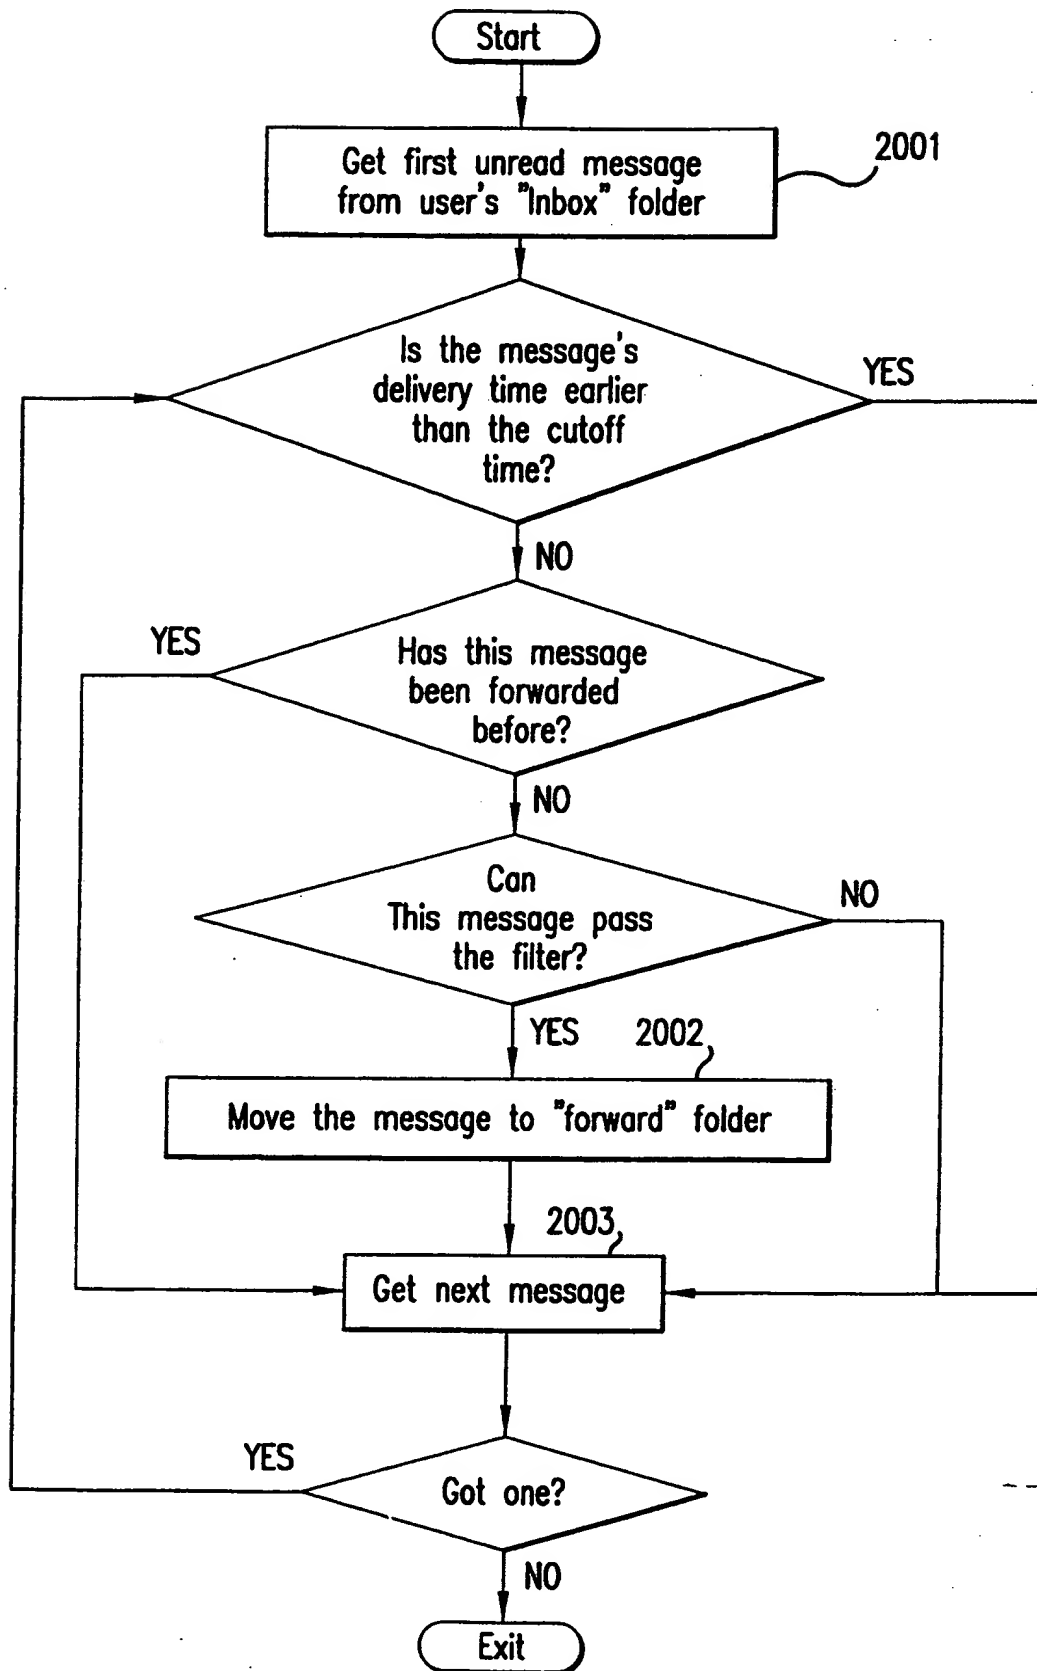 Start
Get first unread message
from user's "Inbox" folder
2001
Is the message's
delivery time earlier
than the cutoff
time?
YES
NO
YES
Has this message
been forwarded
before?
NO
Can
This message pass
the filter?
NO
YES
2002
Move the message to "forward" folder
2003
Get next message
YES
Got one?
NO
Exit